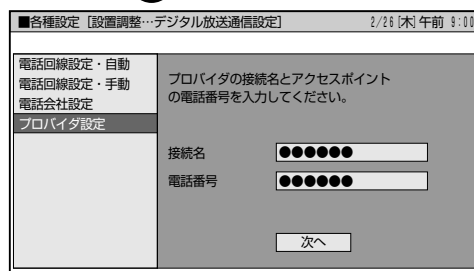 ■各種設定［設置調整…デジタル放送通信設定］ 2/26[木]午前 9:00
電話回線設定・自動
電話回線設定・手動
電話会社設定
プロバイダ設定
プロバイダの接続名とアクセスポイント
の電話番号を入力してください。
接続名 ●●●●●●
電話番号 ●●●●●●
次へ